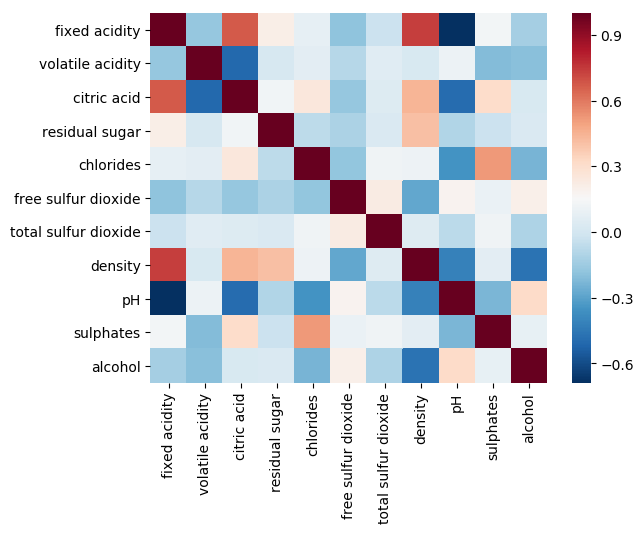 fixed acidity
volatile acidity
citric acid
residual sugar
chlorides
free sulfur dioxide
total sulfur dioxide
density
pH
sulphates
alcohol
fixed acidity
volatile acidity
citric acid
residual sugar
chlorides
free sulfur dioxide
total sulfur dioxide
density
pH
sulphates
alcohol
0.9
0.6
0.3
0.0
−0.3
−0.6